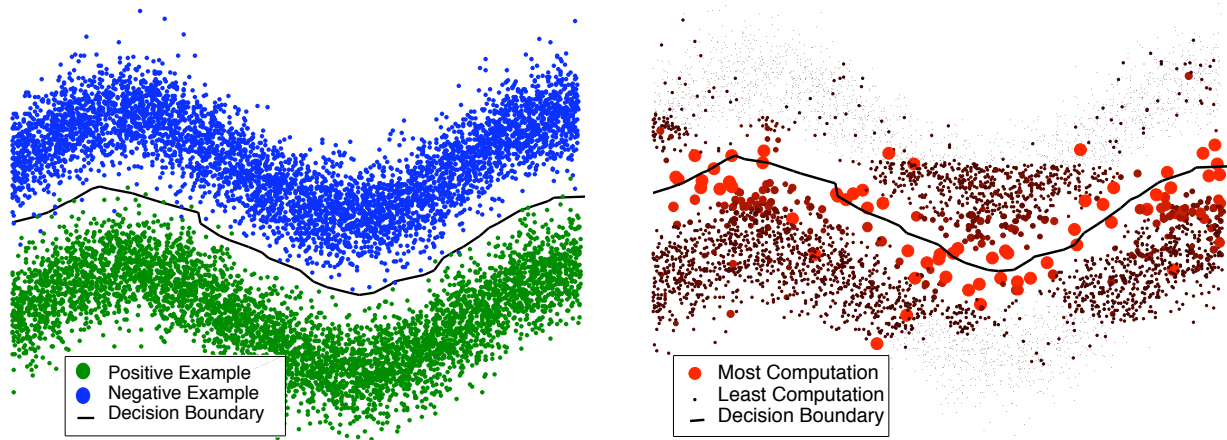 Positive Example
Negative Example
Decision Boundary
Most Computation
Least Computation
Decision Boundary